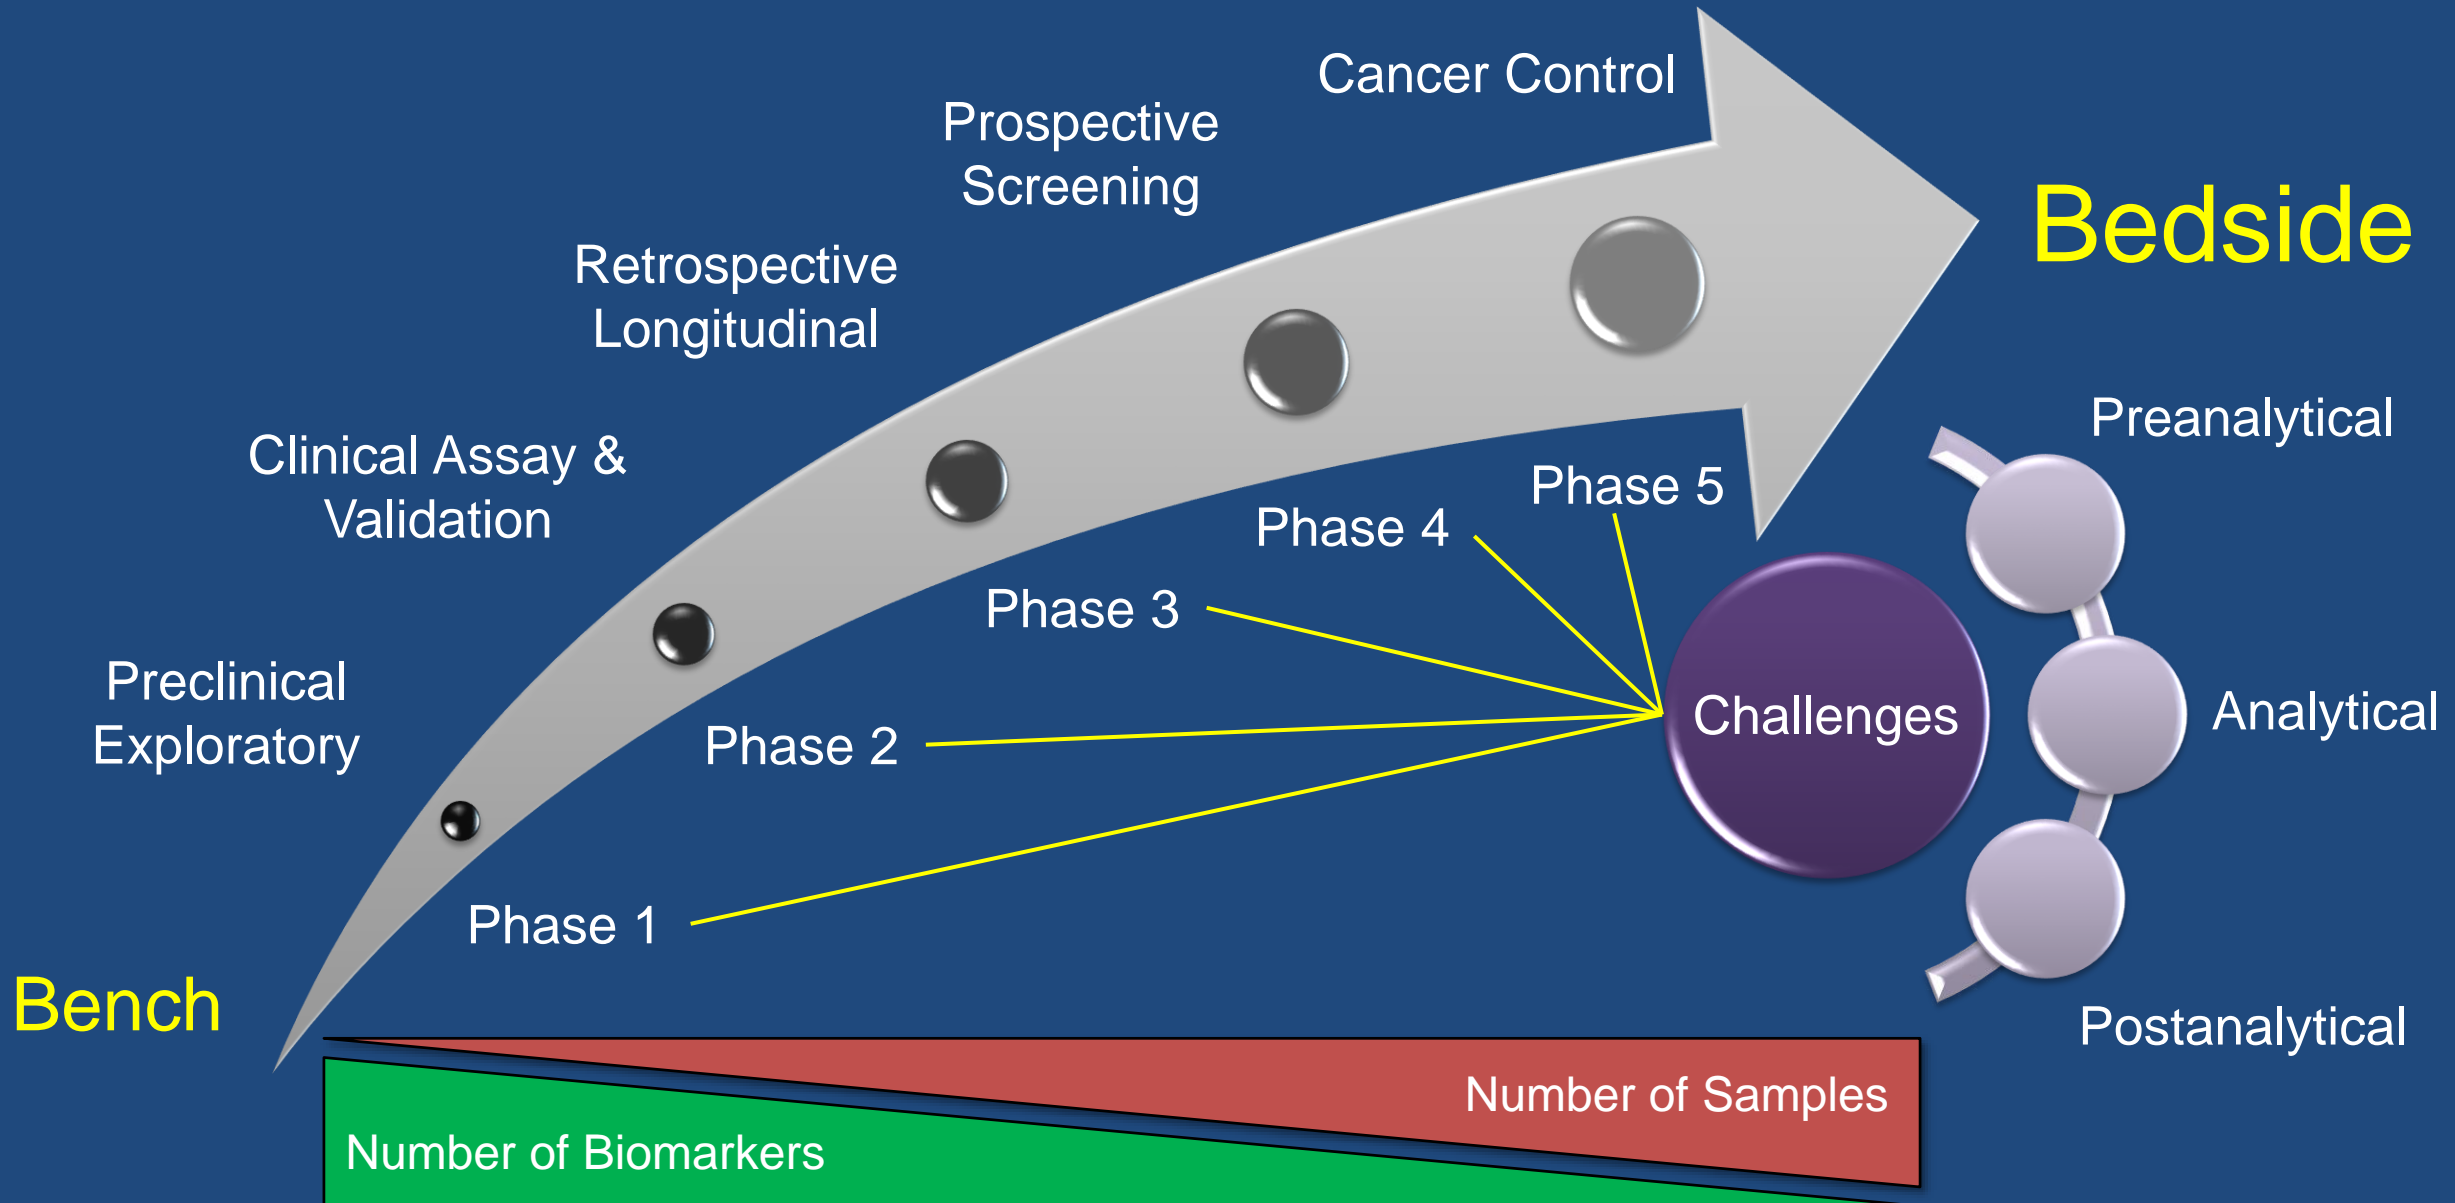 Cancer Control
Prospective
Screening
Bedside
Retrospective
Longitudinal
Preanalytical
Clinical Assay &
Validation
Phase 5
Phase 4
Phase 3
Preclinical
Exploratory
Phase 2
Challenges
Analytical
Phase 1
Bench
Postanalytical
Number of Samples
Number of Biomarkers